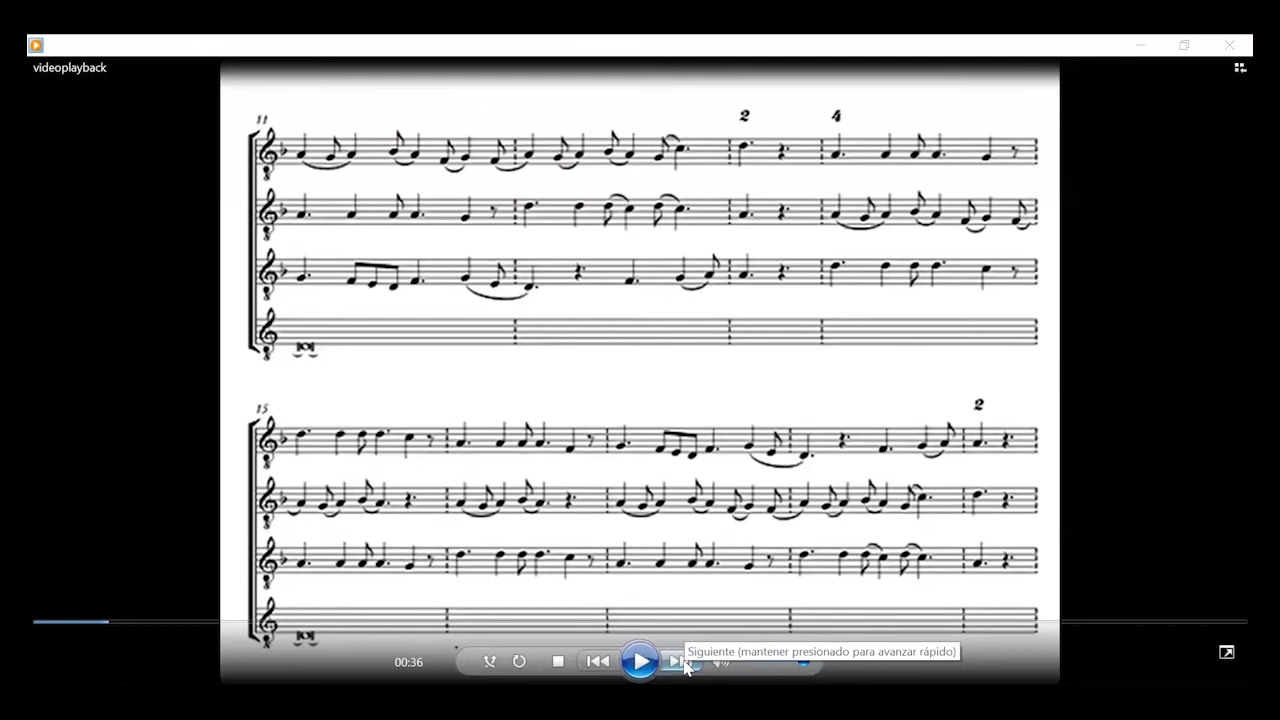 videoplayback
11
2 4
15
2
Siguiente (mantener presionado para avanzar rápido)
00:36